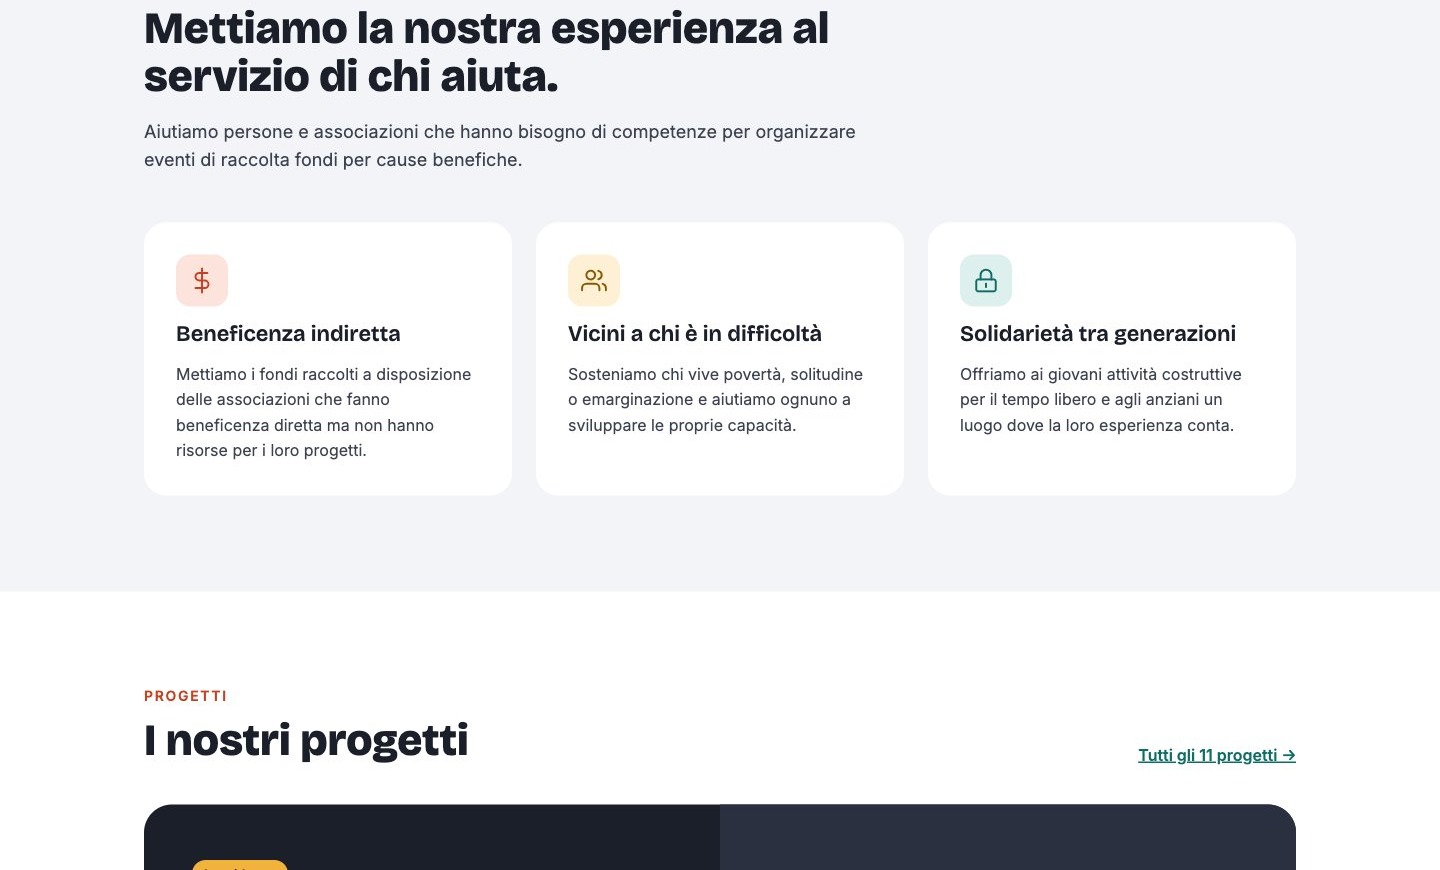 Mettiamo la nostra esperienza al
servizio di chi aiuta.
Aiutiamo persone e associazioni che hanno bisogno di competenze per organizzare
eventi di raccolta fondi per cause benefiche.
Beneficenza indiretta
Mettiamo i fondi raccolti a disposizione
delle associazioni che fanno
beneficenza diretta ma non hanno
risorse per i loro progetti.
Vicini a chi è in difficoltà
Sosteniamo chi vive povertà, solitudine
o emarginazione e aiutiamo ognuno a
sviluppare le proprie capacità.
Solidarietà tra generazioni
Offriamo ai giovani attività costruttive
per il tempo libero e agli anziani un
luogo dove la loro esperienza conta.
PROGETTI
I nostri progetti
Tutti gli 11 progetti →